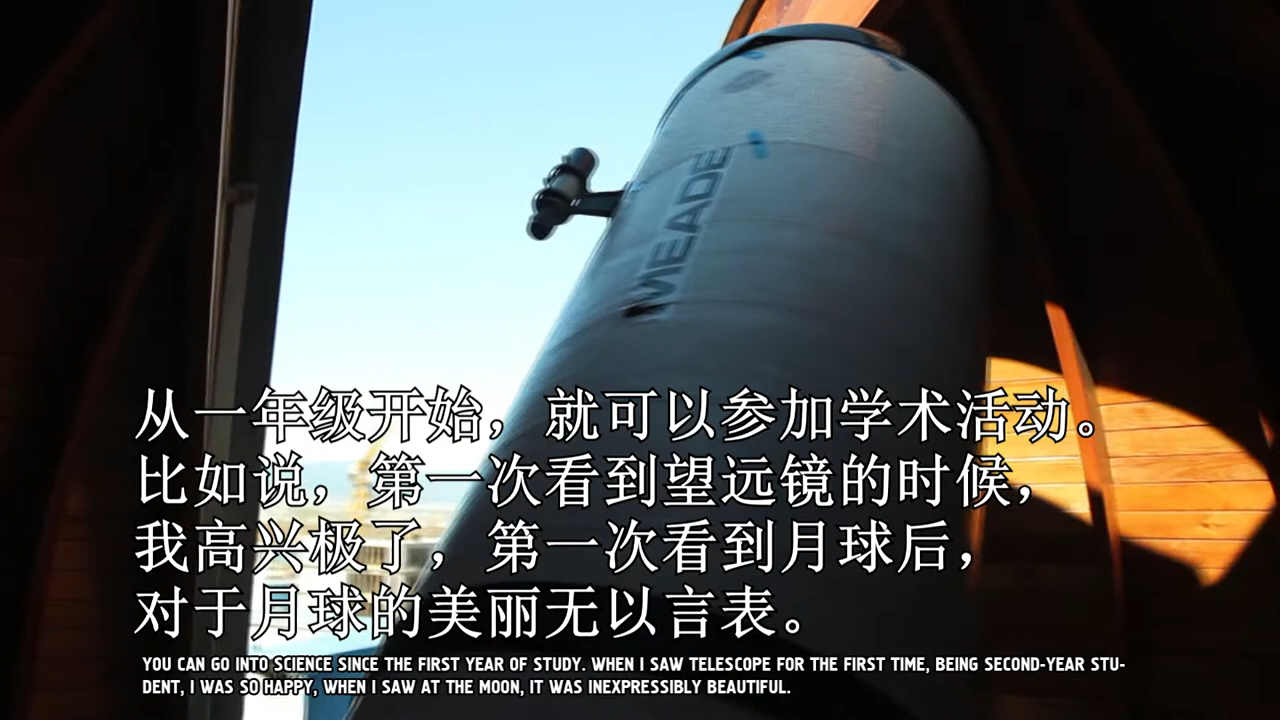 MEADE
从一年级开始，就可以参加学术活动。
比如说，第一次看到望远镜的时候，
我高兴极了，第一次看到月球后，
对于月球的美丽无以言表。
YOU CAN GO INTO SCIENCE SINCE THE FIRST YEAR OF STUDY. WHEN I SAW TELESCOPE FOR THE FIRST TIME, BEING SECOND-YEAR STU-
DENT, I WAS SO HAPPY, WHEN I SAW AT THE MOON, IT WAS INEXPRESSIBLY BEAUTIFUL.